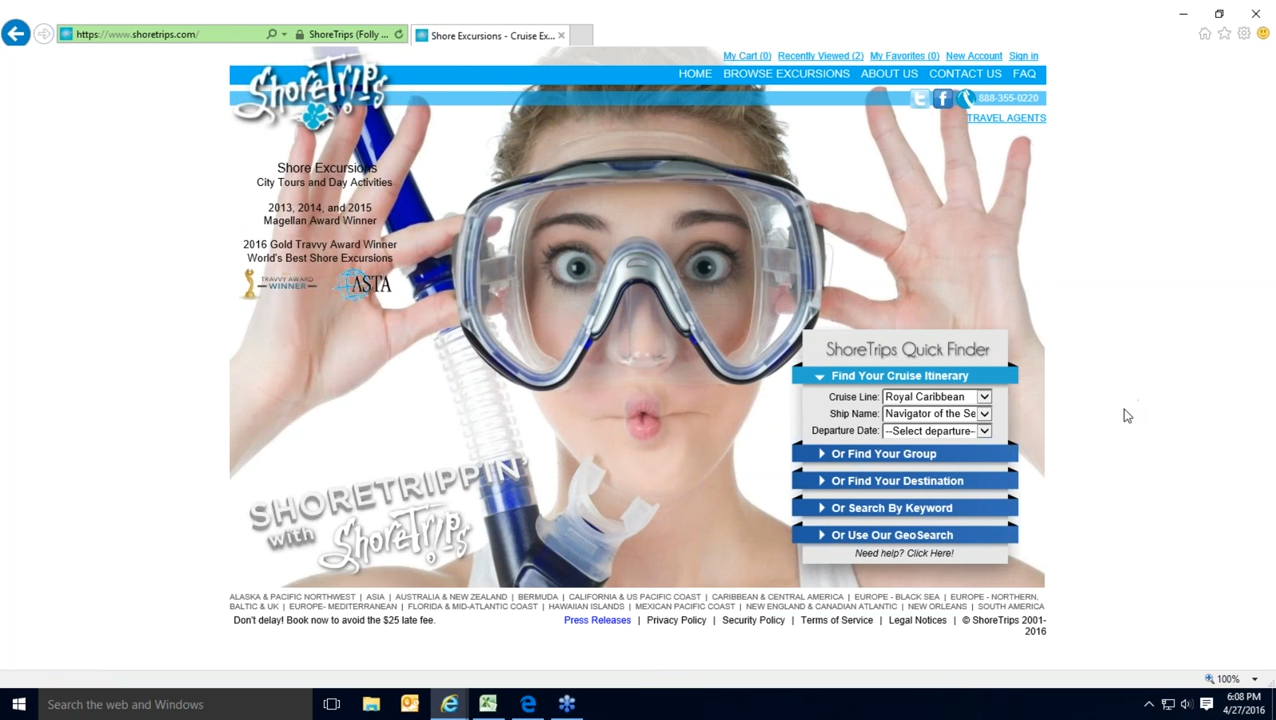 https://www.shoretrips.com/
ShoreTrips (Folly ...
Shore Excursions - Cruise Ex...
My Cart (0) Recently Viewed (2) My Favorites (0) New Account Sign in
ShoreTrips
HOME BROWSE EXCURSIONS ABOUT US CONTACT US FAQ
888-355-0220
TRAVEL AGENTS
Shore Excursions
City Tours and Day Activities
2013, 2014, and 2015
Magellan Award Winner
2016 Gold Travvy Award Winner
World's Best Shore Excursions
TRAVVY AWARD
WINNER
ASTA
ShoreTrips Quick Finder
Find Your Cruise Itinerary
Cruise Line: Royal Caribbean
Ship Name: Navigator of the Se
Departure Date: --Select departure-
Or Find Your Group
Or Find Your Destination
Or Search By Keyword
Or Use Our GeoSearch
Need help? Click Here!
SHORETRIPPIN'
with ShoreTrips
ALASKA & PACIFIC NORTHWEST | ASIA | AUSTRALIA & NEW ZEALAND | BERMUDA | CALIFORNIA & US PACIFIC COAST | CARIBBEAN & CENTRAL AMERICA | EUROPE - BLACK SEA | EUROPE - NORTHERN,
BALTIC & UK | EUROPE- MEDITERRANEAN | FLORIDA & MID-ATLANTIC COAST | HAWAIIAN ISLANDS | MEXICAN PACIFIC COAST | NEW ENGLAND & CANADIAN ATLANTIC | NEW ORLEANS | SOUTH AMERICA
Don't delay! Book now to avoid the $25 late fee.
Press Releases | Privacy Policy | Security Policy | Terms of Service | Legal Notices | © ShoreTrips 2001-
2016
100%
Search the web and Windows
6:08 PM
4/27/2016